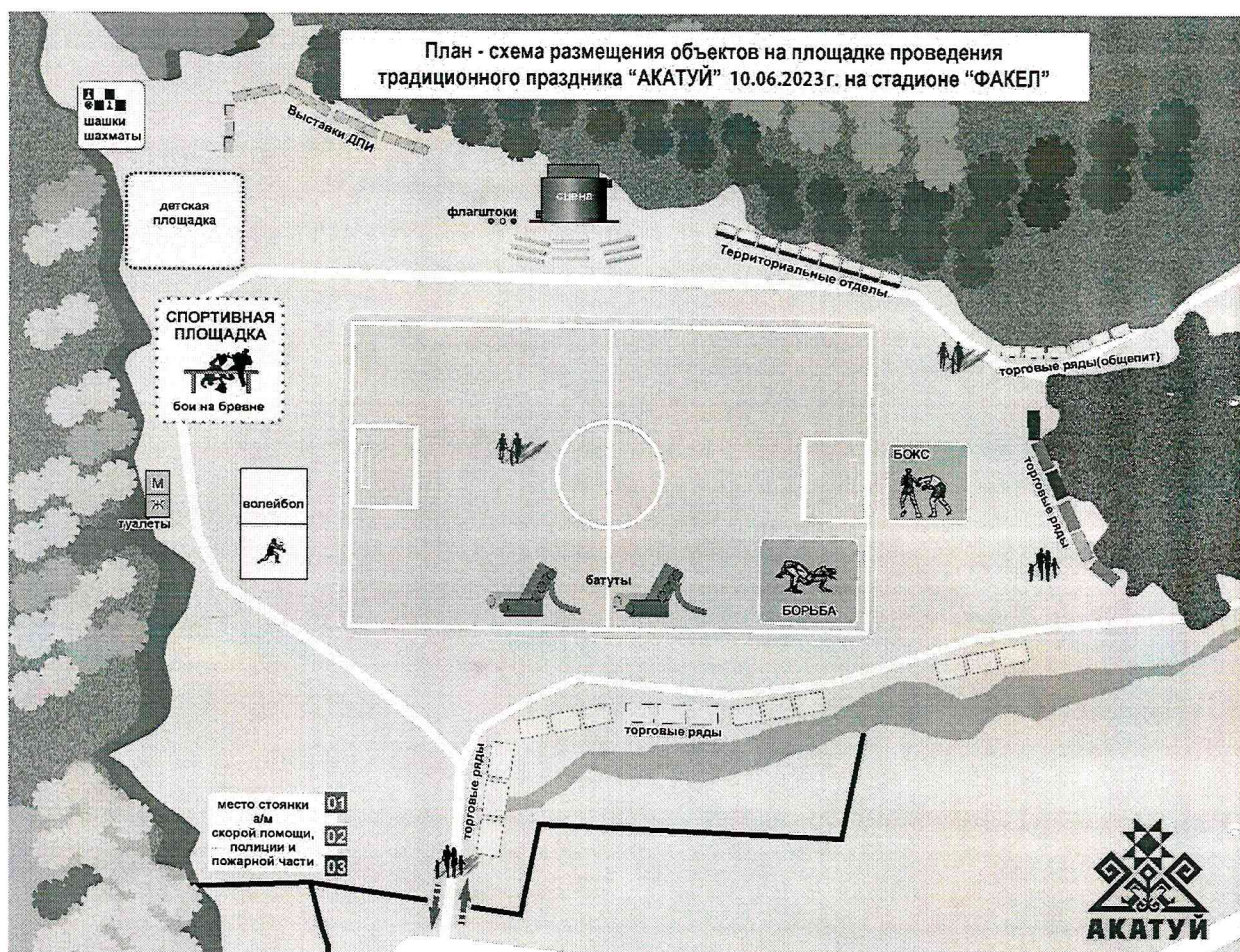 План - схема размещения объектов на площадке проведения
традиционного праздника “АКАТУЙ” 10.06.2023г. на стадионе “ФАКЕЛ”
шашки
шахматы
Выставки ДПИ
сцена
флагштоки
детская
площадка
Территориальные отделы
СПОРТИВНАЯ
ПЛОЩАДКА
бои на бревне
торговые ряды(общепит)
БОКС
торговые ряды
М
Ж
туалеты
волейбол
батуты
БОРЬБА
торговые ряды
торговые ряды
место стоянки
а/м
скорой помощи,
полиции и
пожарной части
01
02
03
АКАТУЙ